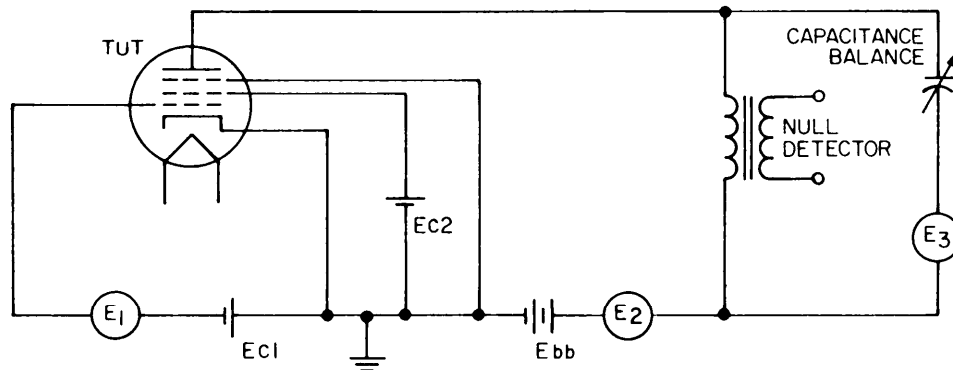 TUT
CAPACITANCE
BALANCE
NULL
DETECTOR
Ec2
E3
E1
Ec1
Ebb
E2